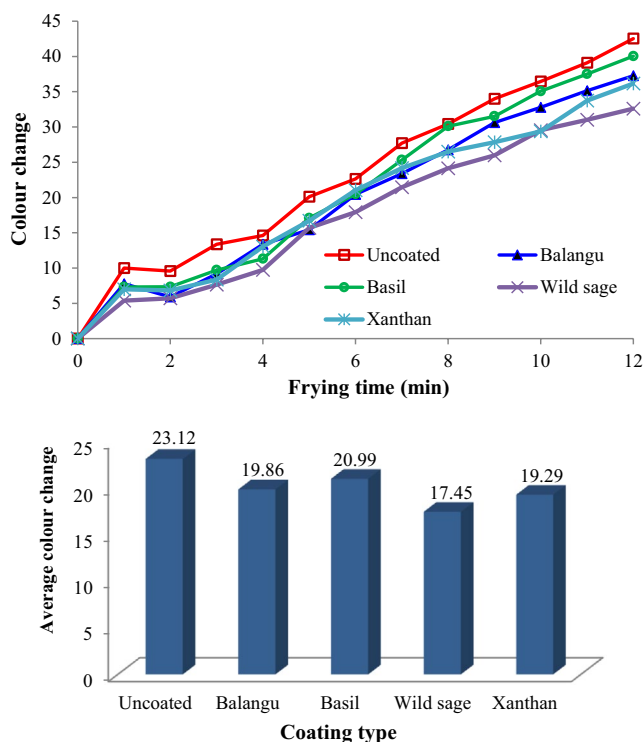 45
40
35
30
25
20
15
10
5
0
Colour change
Uncoated
Balangu
Basil
Wild sage
Xanthan
0 2 4 6 8 10 12
Frying time (min)
25
20
15
10
5
0
Average colour change
23.12
19.86
20.99
17.45
19.29
Uncoated Balangu Basil Wild sage Xanthan
Coating type